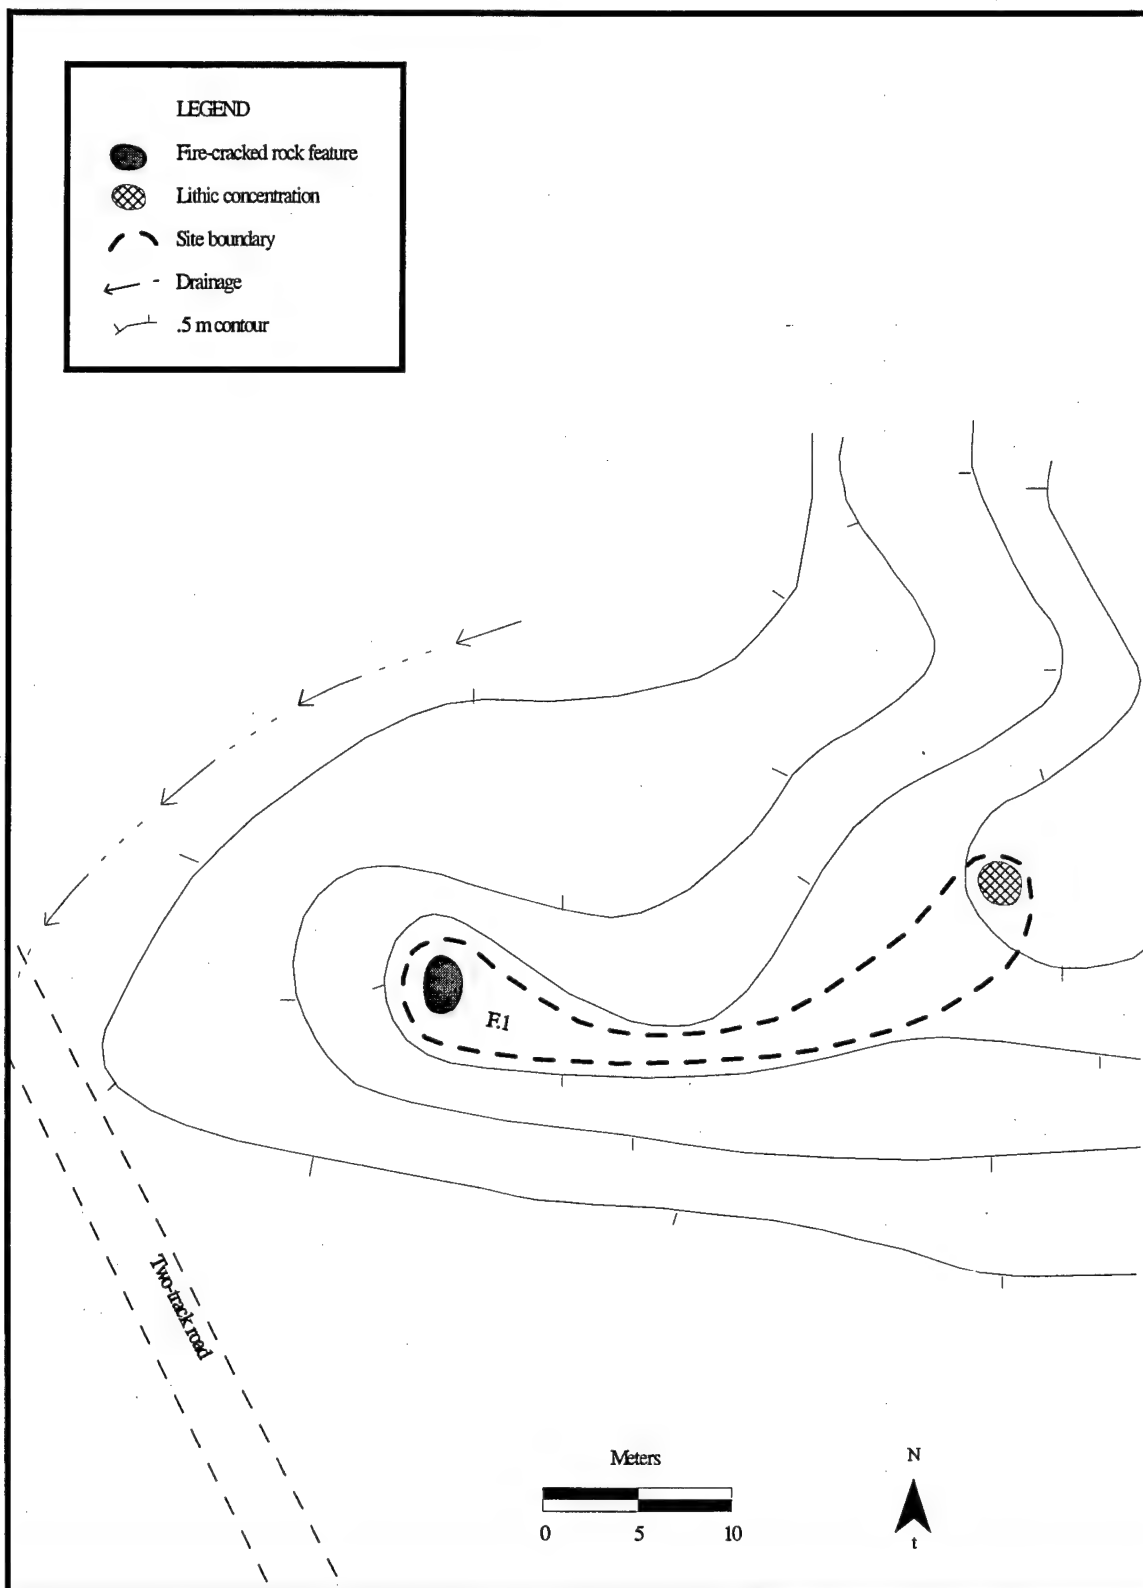 LEGEND
Fire-cracked rock feature
Lithic concentration
Site boundary
Drainage
.5 m contour
F.1
Two-track road
Meters
0 5 10
N
t